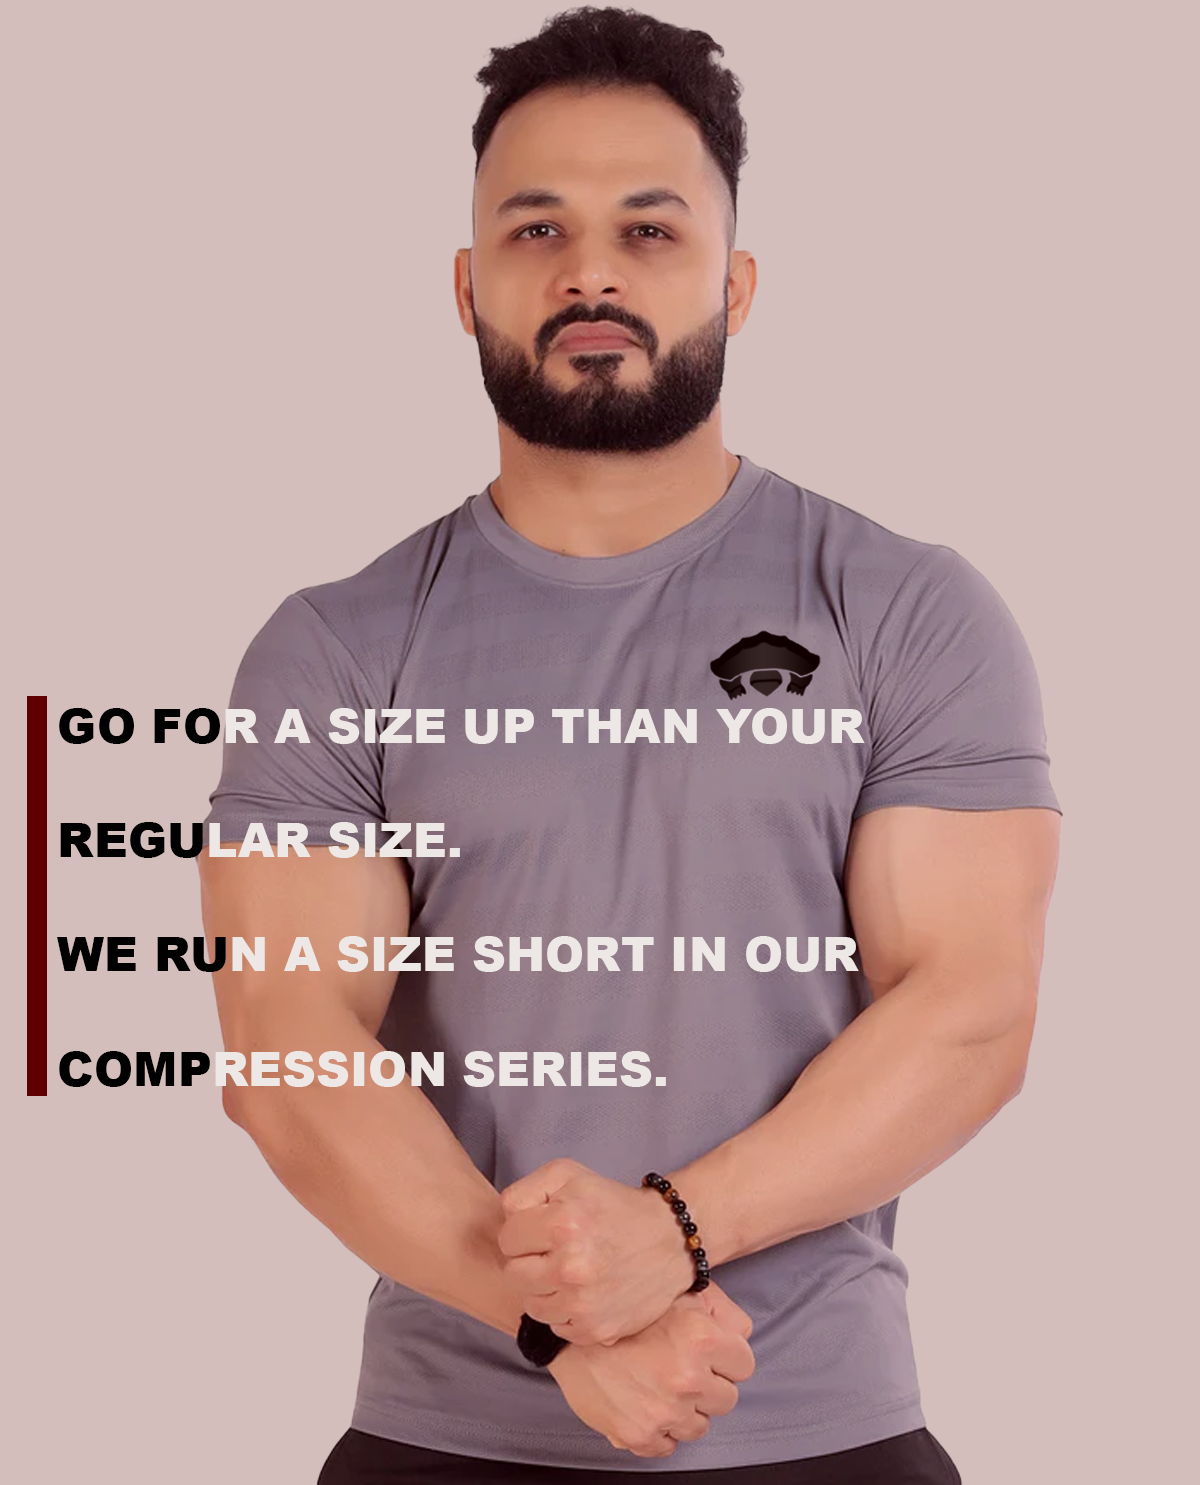 GO FOR A SIZE UP THAN YOUR
REGULAR SIZE.
WE RUN A SIZE SHORT IN OUR
COMPRESSION SERIES.